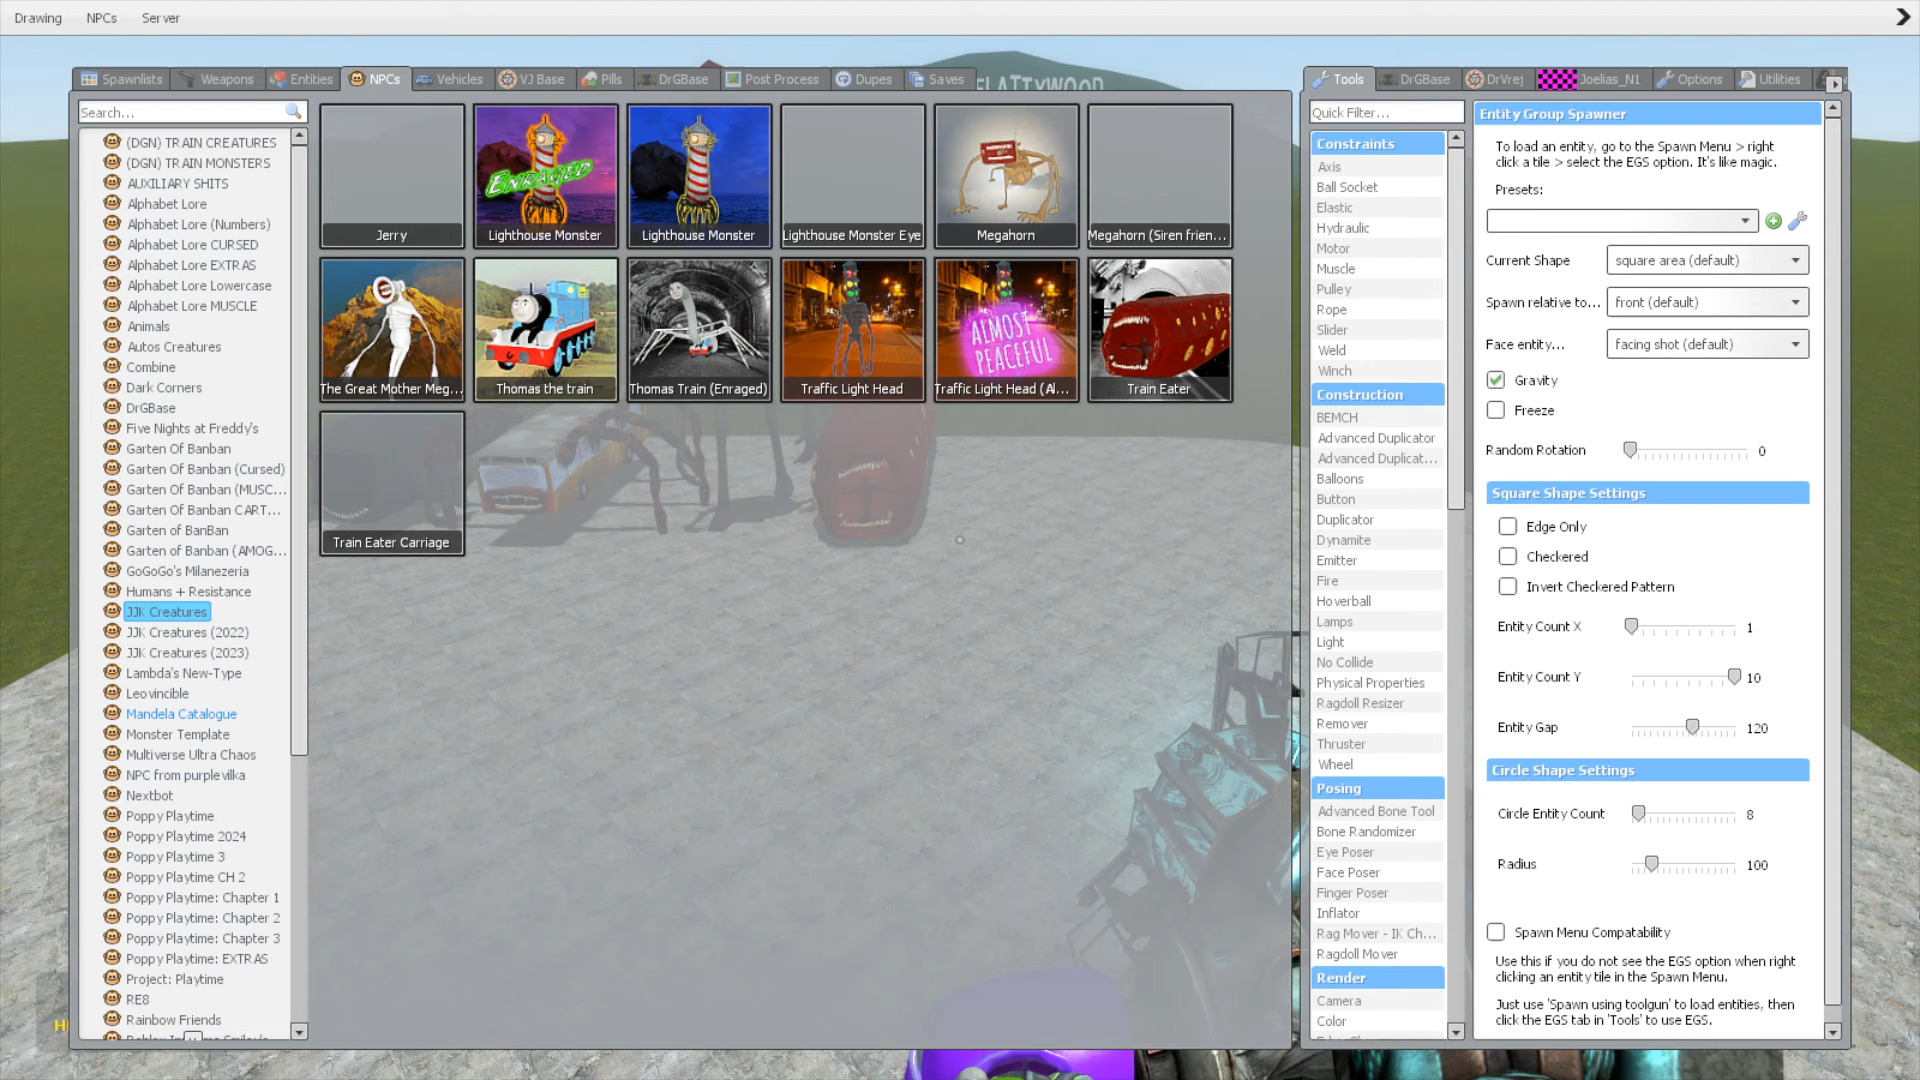 Drawing NPCs Server
Spawnlists Weapons Entities NPCs Vehicles VJ Base Pills DrGBase Post Process Dupes Saves
Search...
(DGN) TRAIN CREATURES
(DGN) TRAIN MONSTERS
AUXILIARY SHITS
Alphabet Lore
Alphabet Lore (Numbers)
Alphabet Lore CURSED
Alphabet Lore EXTRAS
Alphabet Lore Lowercase
Alphabet Lore MUSCLE
Animals
Autos Creatures
Combine
Dark Corners
DrGBase
Five Nights at Freddy's
Garten Of Banban
Garten Of Banban (Cursed)
Garten Of Banban (MUSC...
Garten Of Banban CART...
Garten of BanBan
Garten of Banban (AMOG...
GoGoGo's Milanezeria
Humans + Resistance
JJK Creatures
JJK Creatures (2022)
JJK Creatures (2023)
Lambda's New-Type
Leovincible
Mandela Catalogue
Monster Template
Multiverse Ultra Chaos
NPC from purplevilka
Nextbot
Poppy Playtime
Poppy Playtime 2024
Poppy Playtime 3
Poppy Playtime CH 2
Poppy Playtime: Chapter 1
Poppy Playtime: Chapter 2
Poppy Playtime: Chapter 3
Poppy Playtime: EXTRAS
Project: Playtime
RE8
Rainbow Friends
ENRAGED
Jerry
Lighthouse Monster
Lighthouse Monster
Lighthouse Monster Eye
Megahorn
Megahorn (Siren frien...
ALMOST
PEACEFUL
The Great Mother Meg...
Thomas the train
Thomas Train (Enraged)
Traffic Light Head
Traffic Light Head (Al...
Train Eater
Train Eater Carriage
Tools DrGBase DrVrej Joelias_N1 Options Utilities
Quick Filter...
Constraints
Axis
Ball Socket
Elastic
Hydraulic
Motor
Muscle
Pulley
Rope
Slider
Weld
Winch
Construction
BEMCH
Advanced Duplicator
Advanced Duplicat...
Balloons
Button
Duplicator
Dynamite
Emitter
Fire
Hoverball
Lamps
Light
No Collide
Physical Properties
Ragdoll Resizer
Remover
Thruster
Wheel
Posing
Advanced Bone Tool
Bone Randomizer
Eye Poser
Face Poser
Finger Poser
Inflator
Rag Mover - IK Ch...
Ragdoll Mover
Render
Camera
Color
Entity Group Spawner
To load an entity, go to the Spawn Menu > right
click a tile > select the EGS option. It's like magic.
Presets:
Current Shape square area (default)
Spawn relative to... front (default)
Face entity... facing shot (default)
Gravity
Freeze
Random Rotation 0
Square Shape Settings
Edge Only
Checkered
Invert Checkered Pattern
Entity Count X 1
Entity Count Y 10
Entity Gap 120
Circle Shape Settings
Circle Entity Count 8
Radius 100
Spawn Menu Compatability
Use this if you do not see the EGS option when right
clicking an entity tile in the Spawn Menu.
Just use 'Spawn using toolgun' to load entities, then
click the EGS tab in 'Tools' to use EGS.